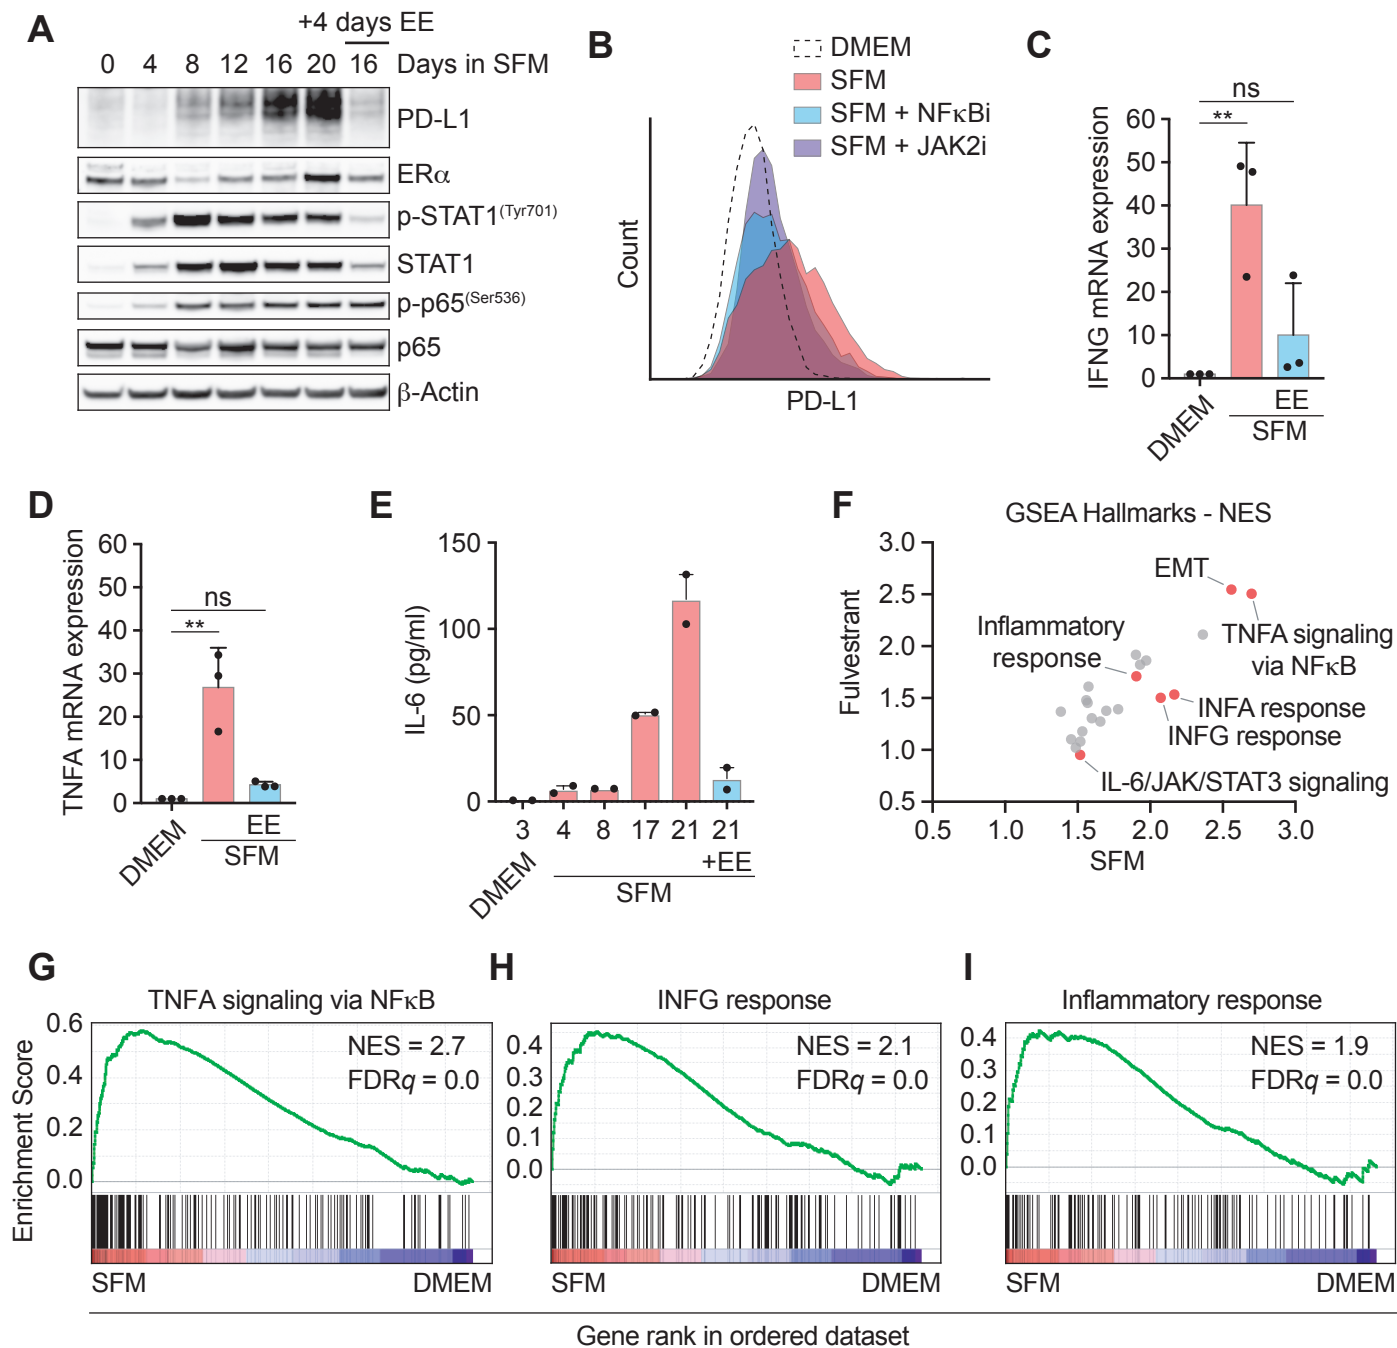 A
+4 days EE
0 4 8 12 16 20 16 Days in SFM
PD-L1
ERα
p-STAT1(Tyr701)
STAT1
p-p65(Ser536)
p65
β-Actin
B
DMEM
SFM
SFM + NFκBi
SFM + JAK2i
Count
PD-L1
C
ns
**
IFNG mRNA expression
60
50
40
30
20
10
0
DMEM
EE
SFM
D
ns
**
TNFA mRNA expression
60
50
40
30
20
10
0
DMEM
EE
SFM
E
IL-6 (pg/ml)
150
100
50
0
3 4 8 17 21 21
+EE
DMEM
SFM
F
GSEA Hallmarks - NES
Fulvestrant
3.0
2.5
2.0
1.5
1.0
0.5
EMT
TNFA signaling
via NFκB
Inflammatory
response
INFA response
INFG response
IL-6/JAK/STAT3 signaling
0.5 1.0 1.5 2.0 2.5 3.0
SFM
G
TNFA signaling via NFκB
Enrichment Score
0.6
0.4
0.2
0.0
NES = 2.7
FDRq = 0.0
SFM DMEM
H
INFG response
0.4
0.3
0.2
0.1
0.0
NES = 2.1
FDRq = 0.0
SFM DMEM
I
Inflammatory response
0.4
0.3
0.2
0.1
0.0
NES = 1.9
FDRq = 0.0
SFM DMEM
Gene rank in ordered dataset